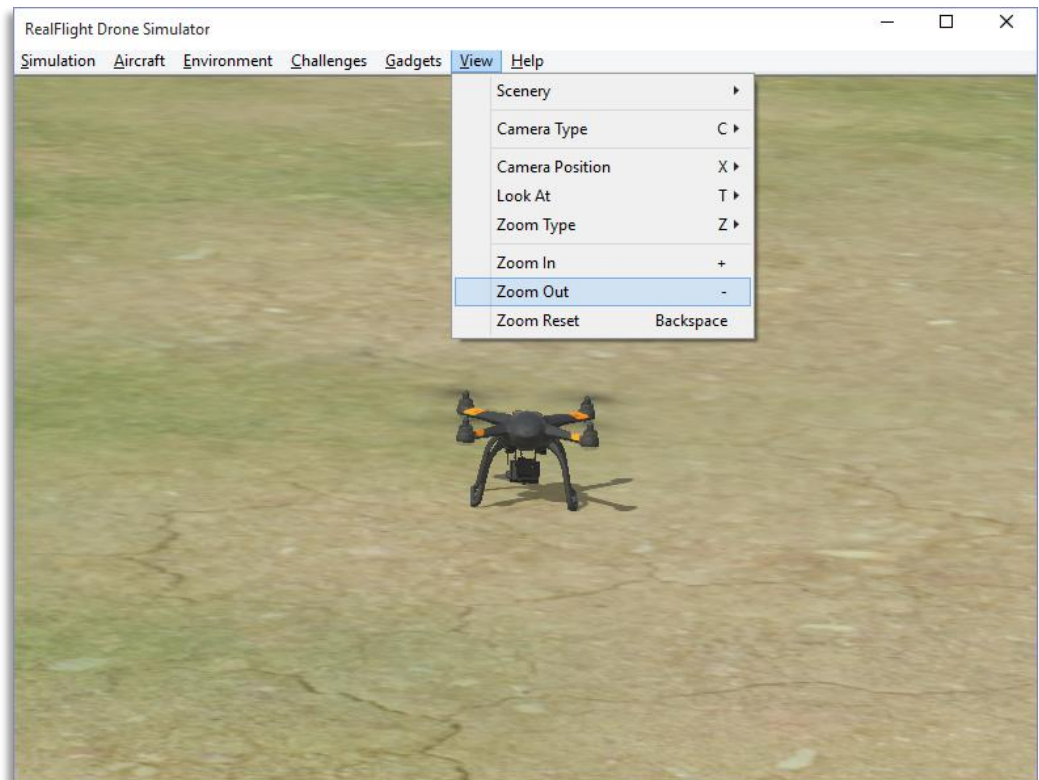 RealFlight Drone Simulator
Simulation Aircraft Environment Challenges Gadgets View Help
Scenery
Camera Type C
Camera Position X
Look At T
Zoom Type Z
Zoom In +
Zoom Out -
Zoom Reset Backspace